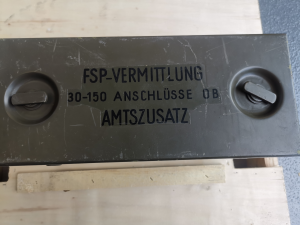 FSP-VERMITTLUNG
30-150 ANSCHLÜSSE OB
AMTSZUSATZ